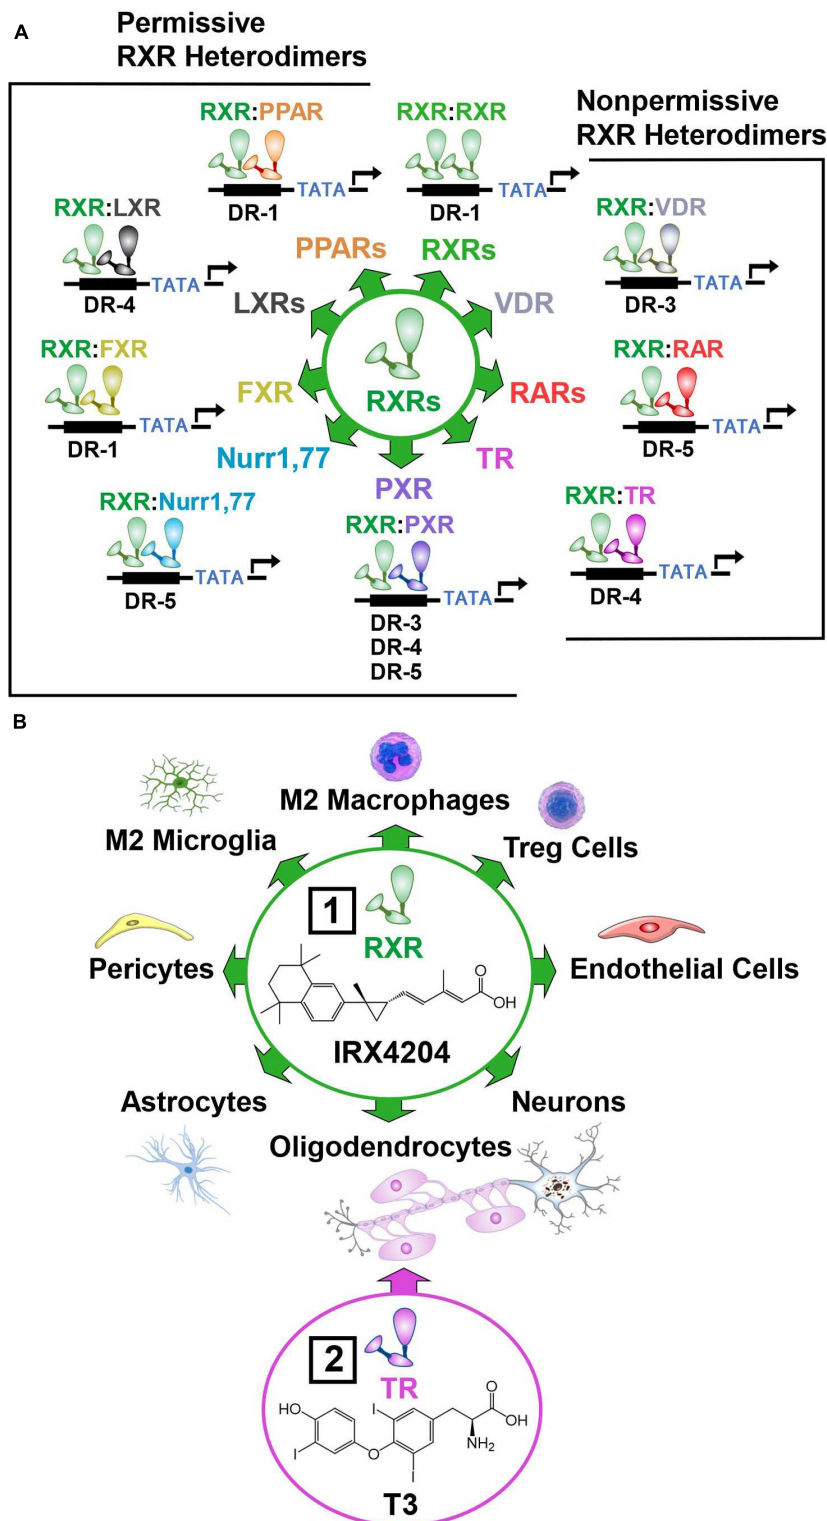 A
Permissive
RXR Heterodimers
Nonpermissive
RXR Heterodimers
RXR:PPAR
TATA
DR-1
RXR:RXR
TATA
DR-1
RXR:LXR
TATA
DR-4
RXR:VDR
TATA
DR-3
PPARs
RXRs
LXRs
VDR
RXRs
FXR
RARs
Nurr1,77
TR
PXR
RXR:FXR
TATA
DR-1
RXR:RAR
TATA
DR-5
RXR:Nurr1,77
TATA
DR-5
RXR:PXR
TATA
DR-3
DR-4
DR-5
RXR:TR
TATA
DR-4
B
M2 Macrophages
M2 Microglia
Treg Cells
1
RXR
Pericytes
Endothelial Cells
O
OH
IRX4204
Astrocytes
Neurons
Oligodendrocytes
2
TR
HO
I
O
I
I
O
OH
NH2
T3